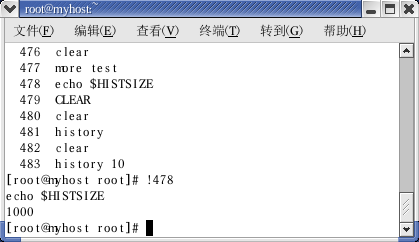 root@myhost:~
文件(F) 编辑(E) 查看(V) 终端(T) 转到(G) 帮助(H)
476 clear
477 more test
478 echo $HISTSIZE
479 CLEAR
480 clear
481 history
482 clear
483 history 10
[root@myhost root]# !478
echo $HISTSIZE
1000
[root@myhost root]#